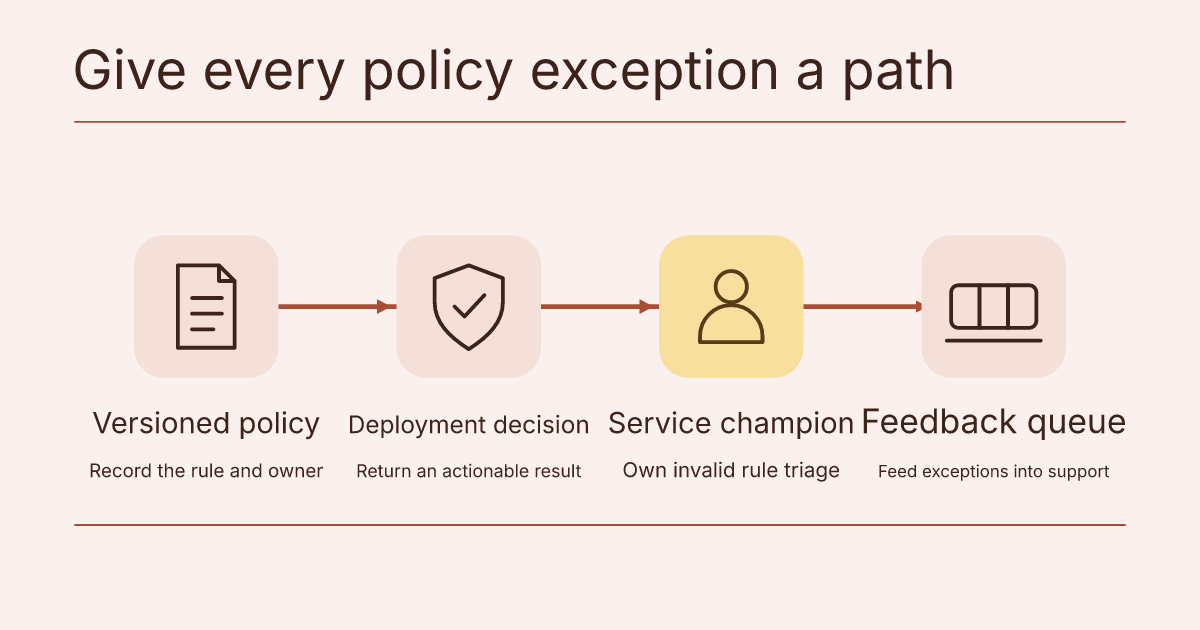 Give every policy exception a path
Versioned policy
Deployment decision
Service champion
Feedback queue
Record the rule and owner
Return an actionable result
Own invalid rule triage
Feed exceptions into support